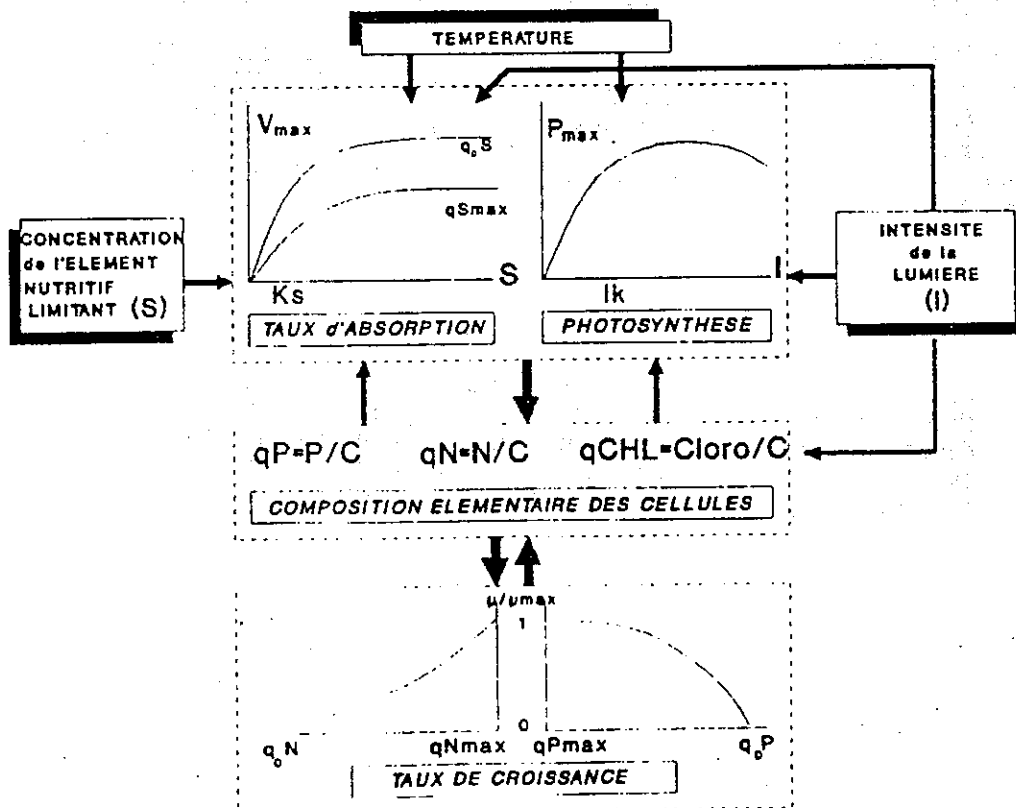 TEMPERATURE
Vmax
q₀S
qSmax
S
Ks
TAUX d'ABSORPTION
Pmax
I
Ik
PHOTOSYNTHESE
CONCENTRATION
de l'ELEMENT
NUTRITIF
LIMITANT (S)
INTENSITE
de la
LUMIERE
(I)
qP=P/C qN=N/C qCHL=Cloro/C
COMPOSITION ELEMENTAIRE DES CELLULES
μ/μmax
1
0
q₀N qNmax qPmax q₀P
TAUX DE CROISSANCE